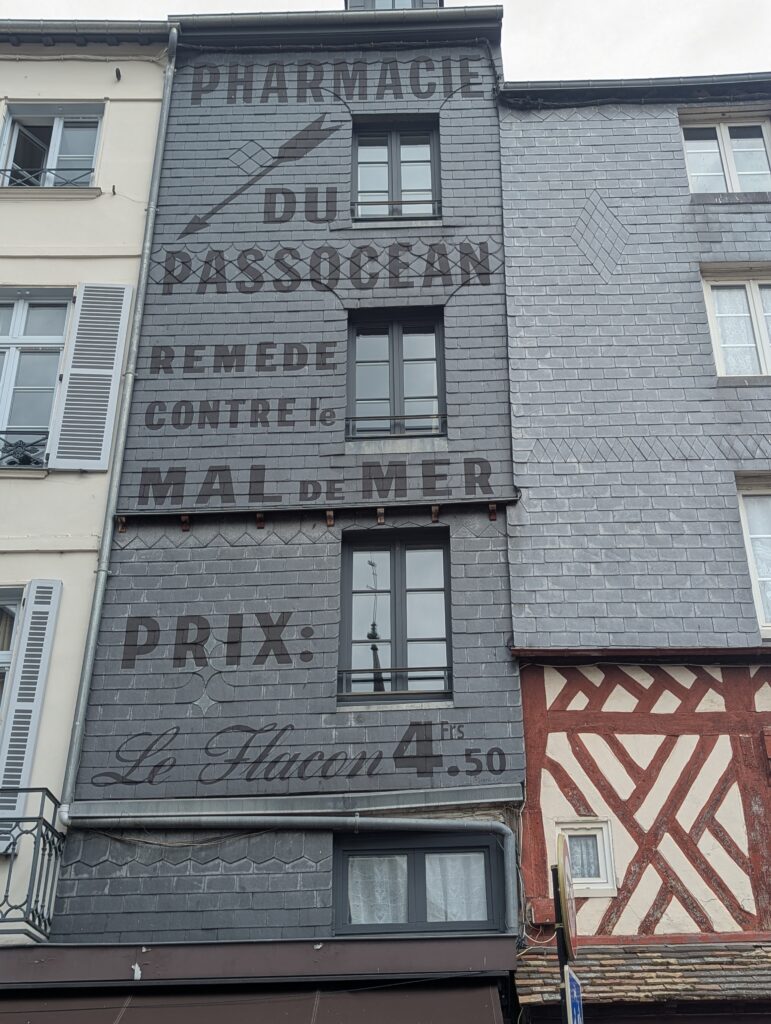 PHARMACIE
DU
PASSOCEAN
REMEDE
CONTRE le
MAL DE MER
PRIX:
Le Flacon 4 Frs .50